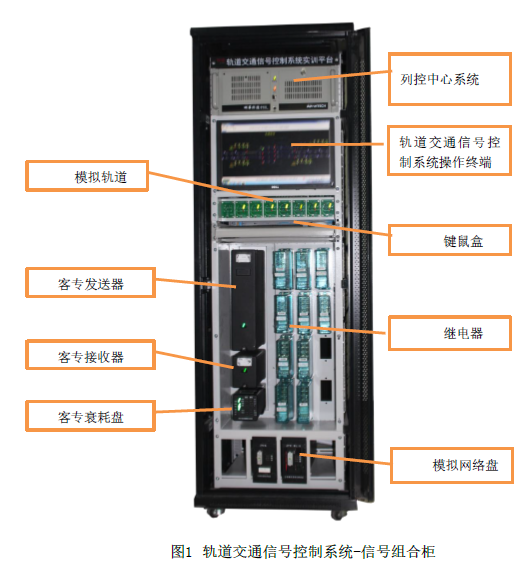 轨道交通信号控制系统实训平台
列控中心系统
轨道交通信号控
制系统操作终端
模拟轨道
键鼠盒
客专发送器
继电器
客专接收器
客专衰耗盘
模拟网络盘
图1 轨道交通信号控制系统-信号组合柜